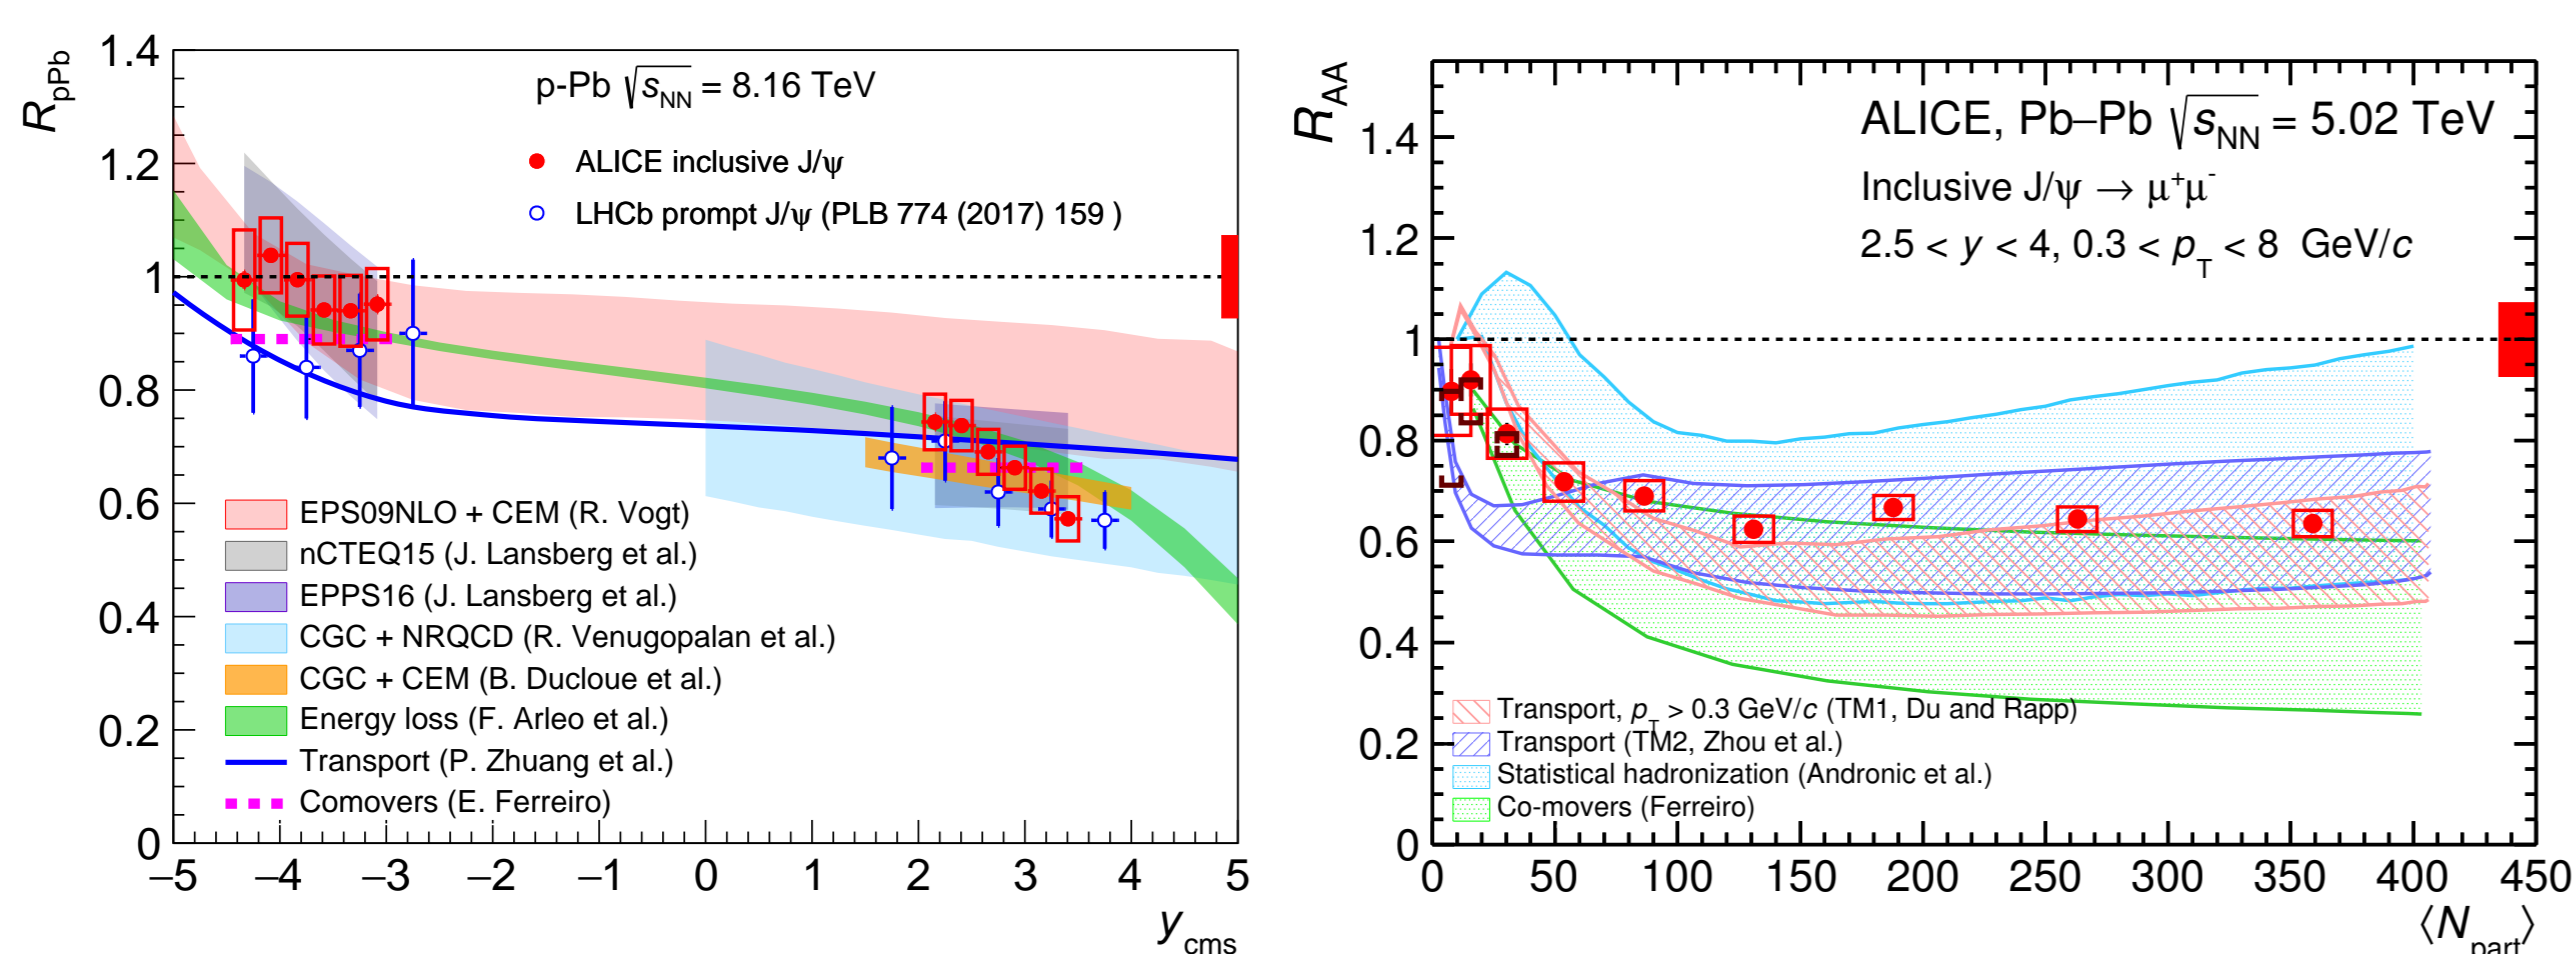 R_pPb
1.4
1.2
1
0.8
0.6
0.4
0.2
0
p-Pb √s_NN = 8.16 TeV
ALICE inclusive J/ψ
LHCb prompt J/ψ (PLB 774 (2017) 159 )
EPS09NLO + CEM (R. Vogt)
nCTEQ15 (J. Lansberg et al.)
EPPS16 (J. Lansberg et al.)
CGC + NRQCD (R. Venugopalan et al.)
CGC + CEM (B. Ducloue et al.)
Energy loss (F. Arleo et al.)
Transport (P. Zhuang et al.)
Comovers (E. Ferreiro)
−5 −4 −3 −2 −1 0 1 2 3 4 5
y_cms
R_AA
1.4
1.2
1
0.8
0.6
0.4
0.2
0
ALICE, Pb–Pb √s_NN = 5.02 TeV
Inclusive J/ψ → μ⁺μ⁻
2.5 < y < 4, 0.3 < p_T < 8 GeV/c
Transport, p_T > 0.3 GeV/c (TM1, Du and Rapp)
Transport (TM2, Zhou et al.)
Statistical hadronization (Andronic et al.)
Co-movers (Ferreiro)
0 50 100 150 200 250 300 350 400 450
⟨N_part⟩